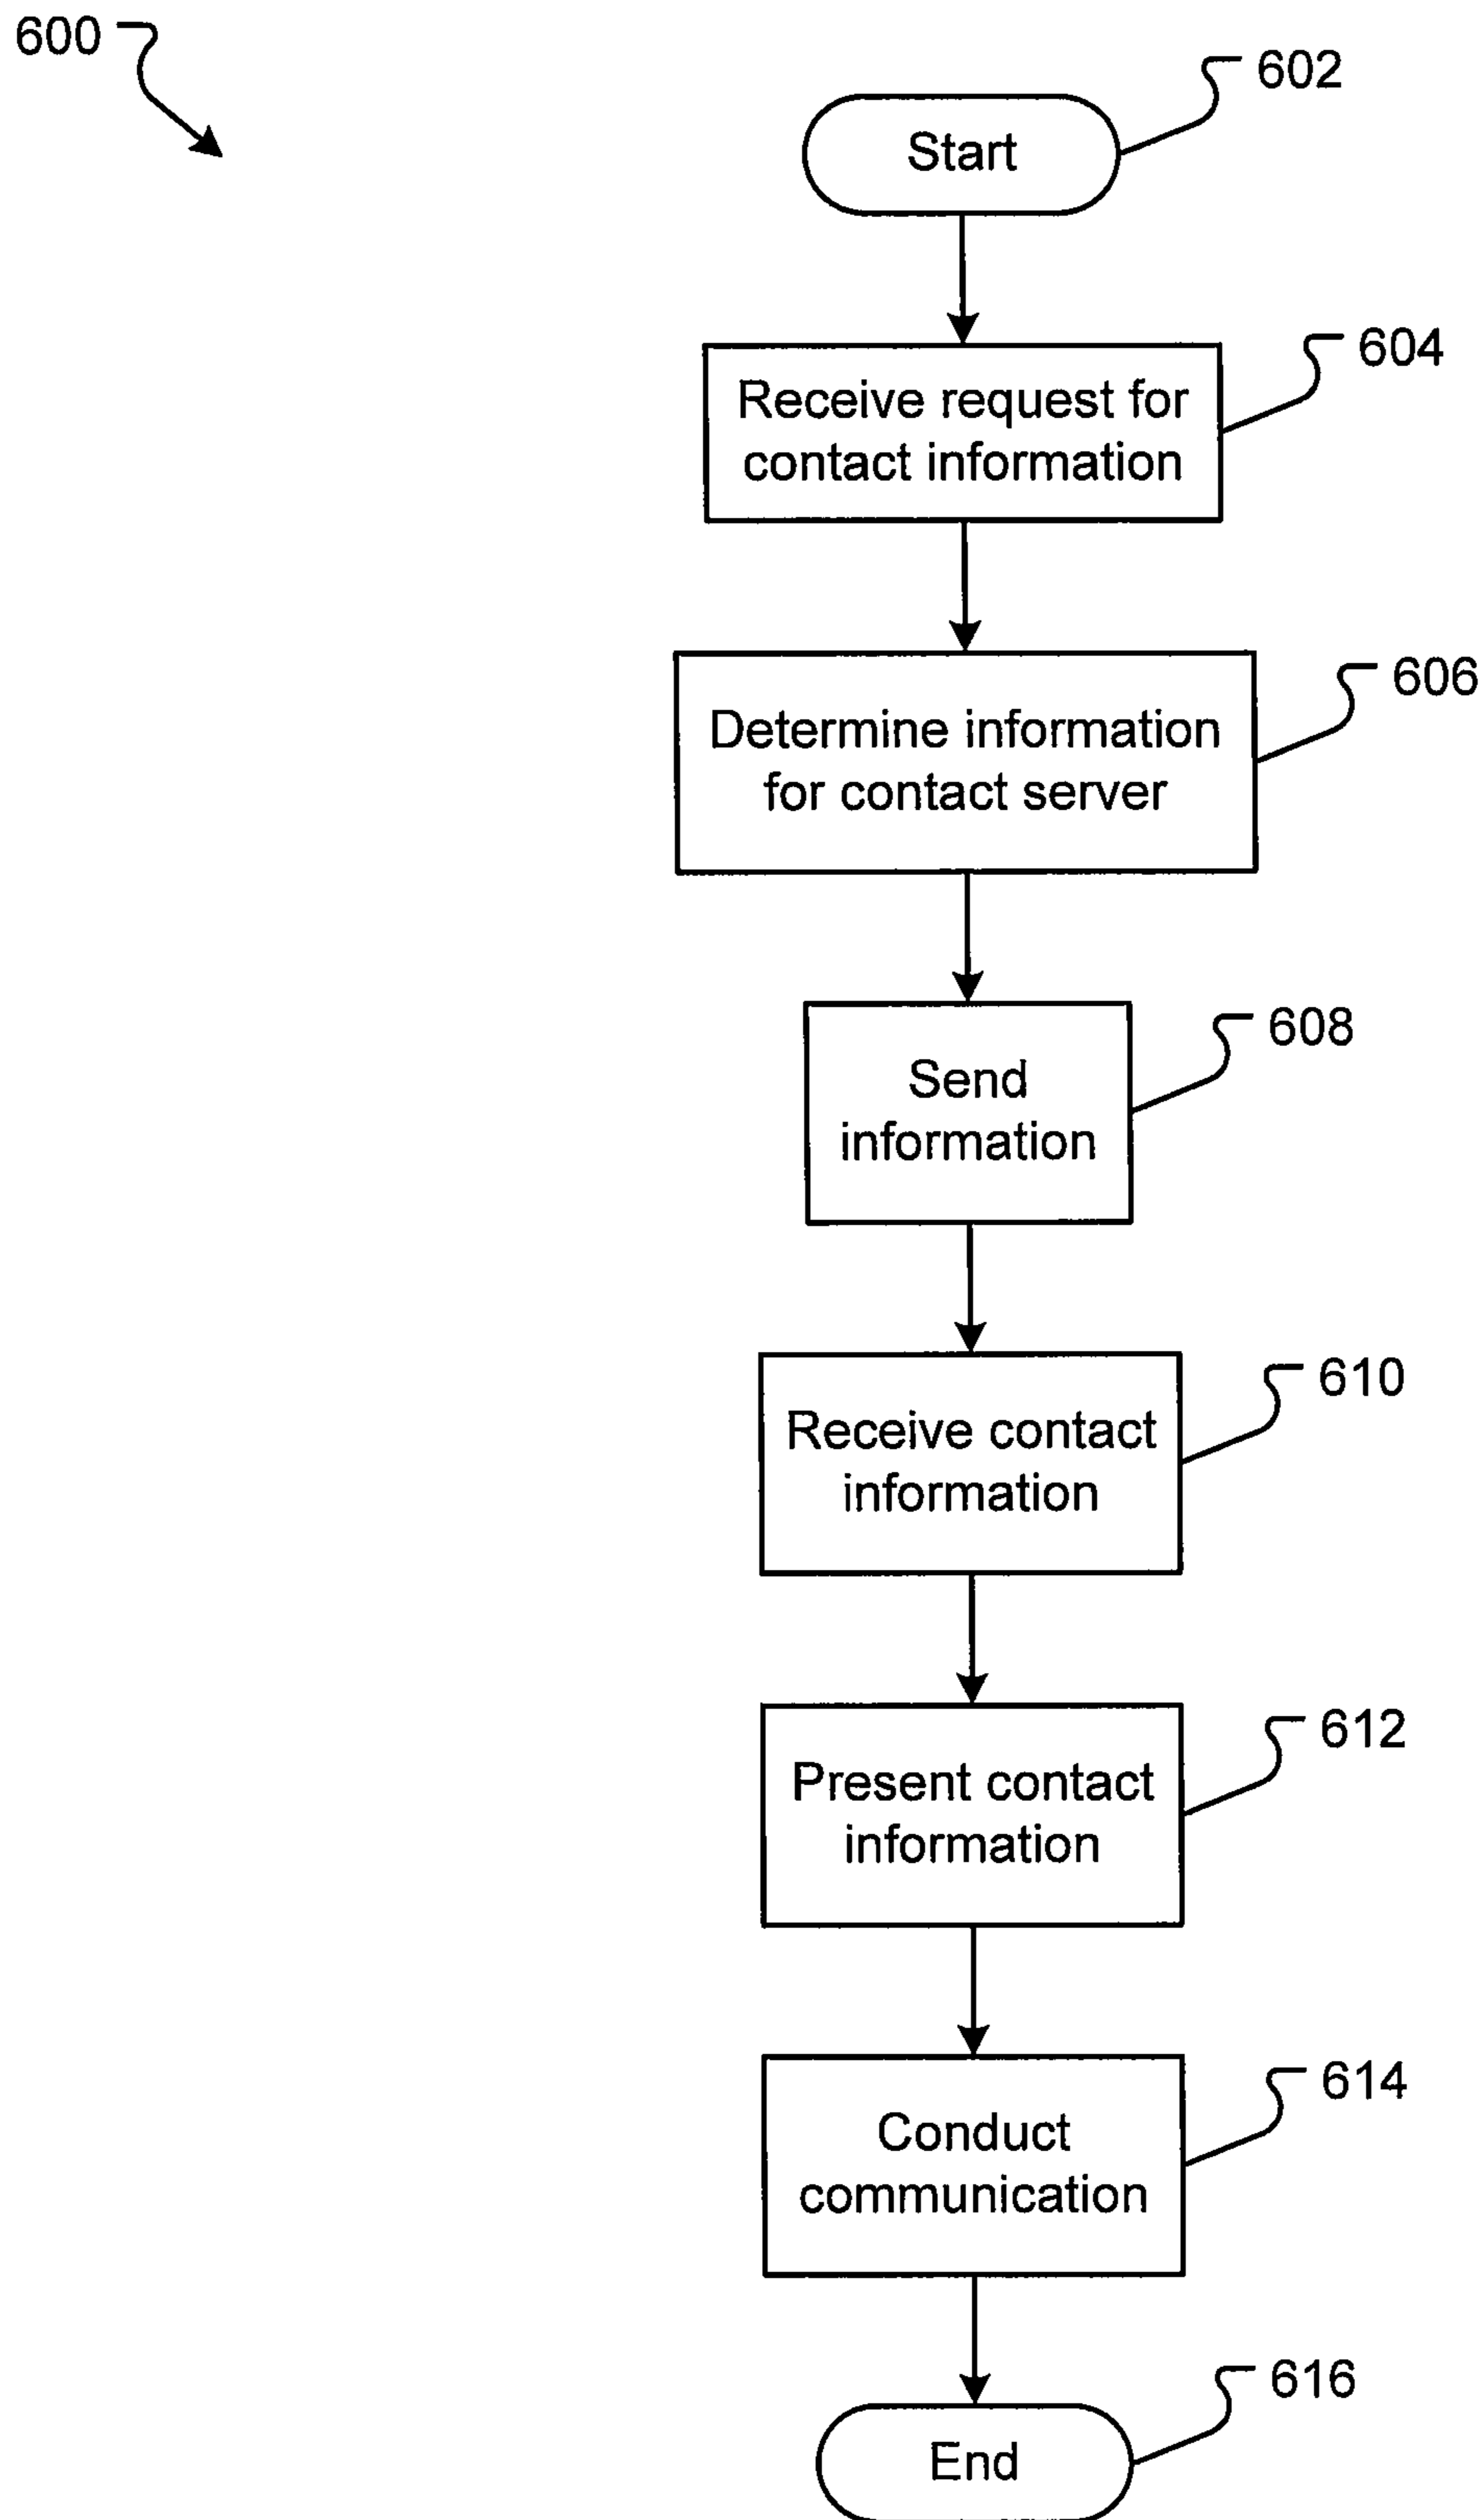 600
602
Start
604
Receive request for
contact information
606
Determine information
for contact server
608
Send
information
610
Receive contact
information
612
Present contact
information
614
Conduct
communication
616
End